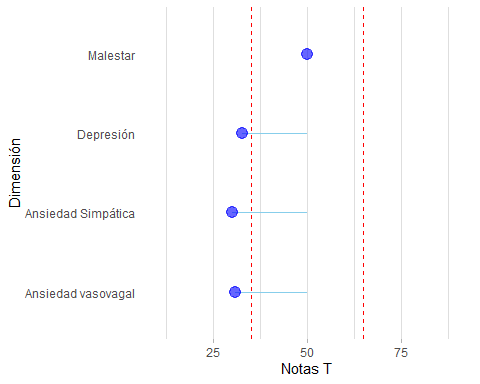 Malestar
Depresión
Ansiedad Simpática
Ansiedad vasovagal
Dimensión
25 50 75
Notas T